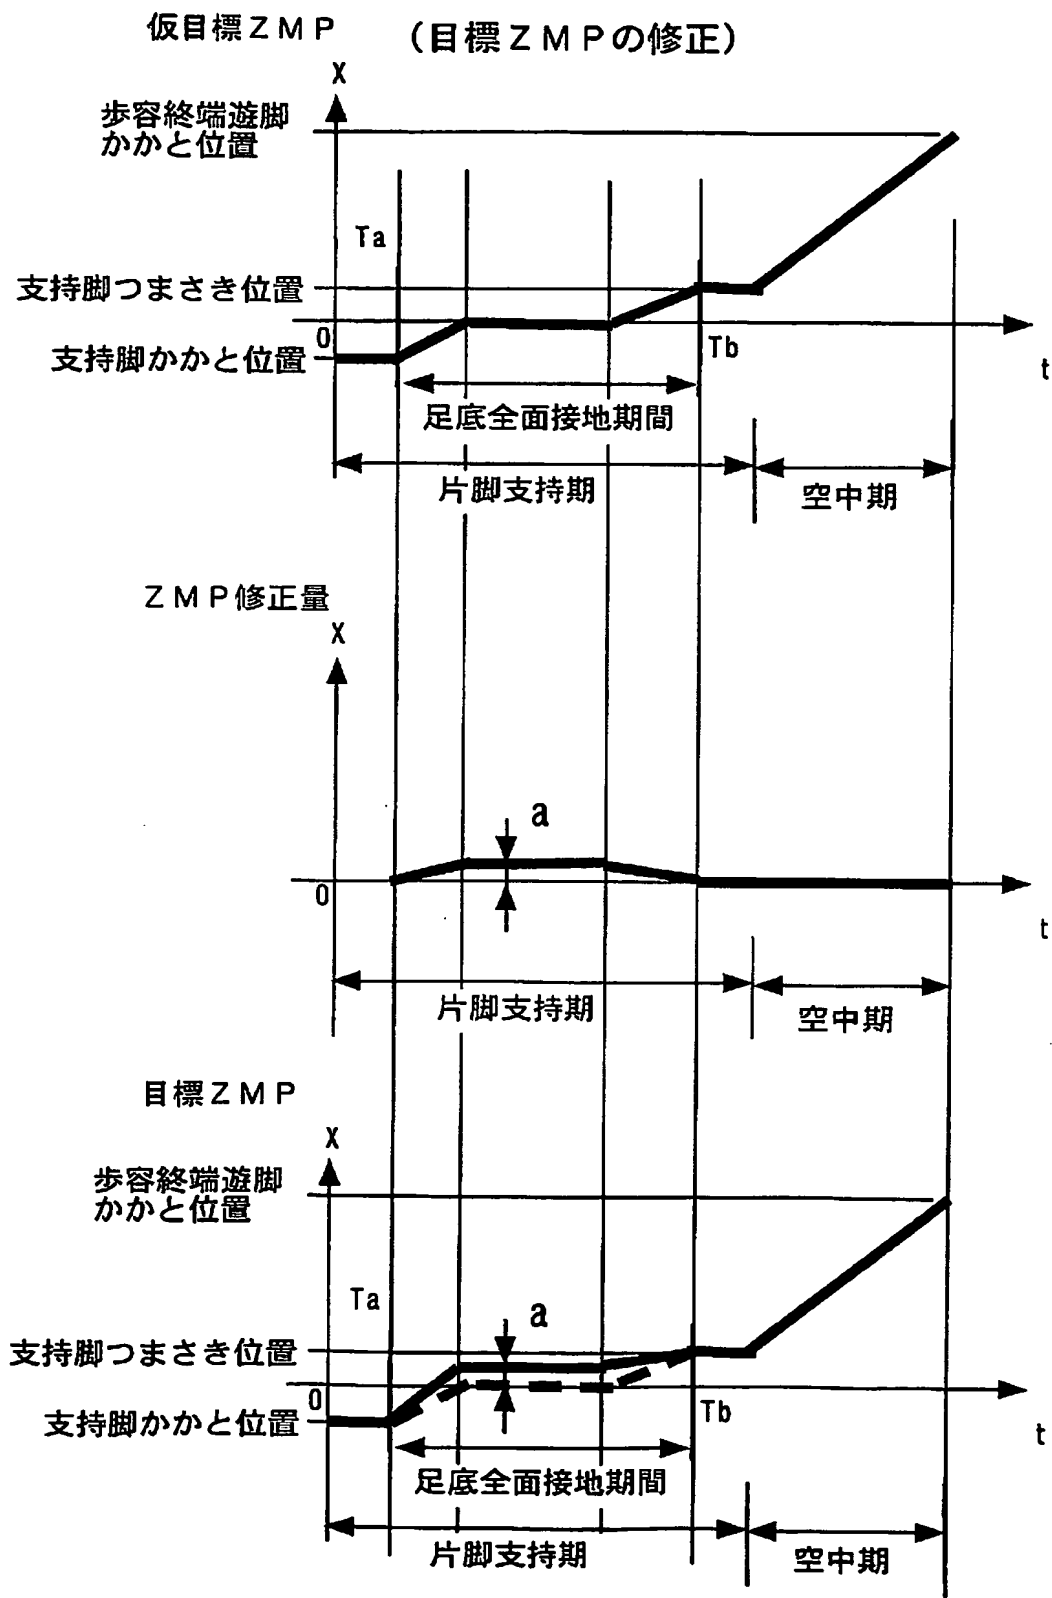 仮目標ZMP (目標ZMPの修正)
X
歩容終端遊脚
かかと位置
Ta
支持脚つまさき位置
0
支持脚かかと位置
Tb
t
足底全面接地期間
片脚支持期
空中期
ZMP修正量
X
a
0
t
片脚支持期
空中期
目標ZMP
X
歩容終端遊脚
かかと位置
Ta
a
支持脚つまさき位置
0
支持脚かかと位置
Tb
t
足底全面接地期間
片脚支持期
空中期